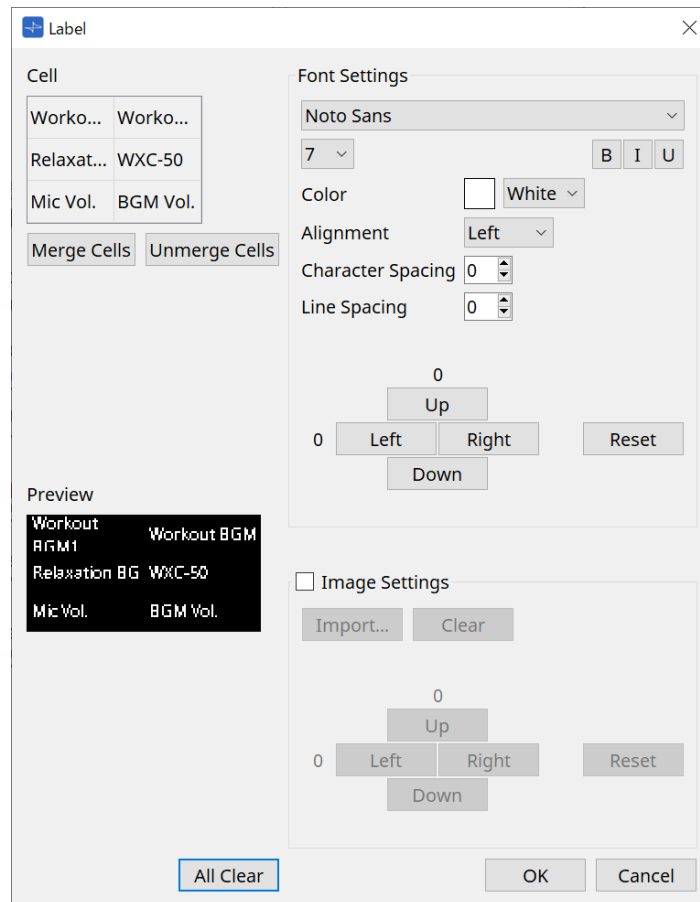 Label
Cell
Worko... Worko...
Relaxat... WXC-50
Mic Vol. BGM Vol.
Merge Cells Unmerge Cells
Preview
Workout BGM1 Workout BGM
Relaxation BG WXC-50
Mic Vol. BGM Vol.
Font Settings
Noto Sans
7 B I U
Color White
Alignment Left
Character Spacing 0
Line Spacing 0
0
Up
0 Left Right Reset
Down
Image Settings
Import... Clear
0
Up
0 Left Right Reset
Down
All Clear OK Cancel